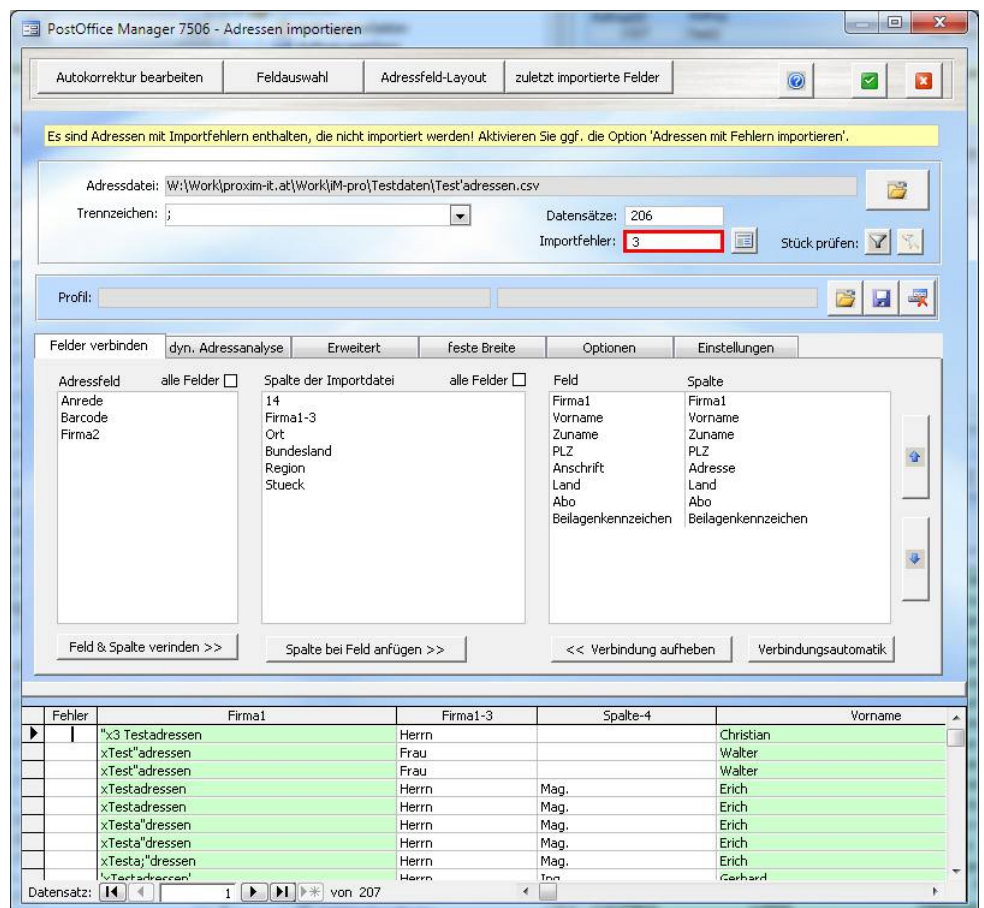 PostOffice Manager 7506 - Adressen importieren
Autokorrektur bearbeiten Feldauswahl Adressfeld-Layout zuletzt importierte Felder
Es sind Adressen mit Importfehlern enthalten, die nicht importiert werden! Aktivieren Sie ggf. die Option 'Adressen mit Fehlern importieren'.
Adressdatei: W:\Work\proxim-it.at\Work\iM-pro\Testdaten\Test'adressen.csv
Trennzeichen: ; Datensätze: 206
Importfehler: 3 Stück prüfen:
Profil:
Felder verbinden dyn. Adressanalyse Erweitert feste Breite Optionen Einstellungen
Adressfeld alle Felder Spalte der Importdatei alle Felder Feld Spalte
Anrede 14 Firma1 Firma1
Barcode Firma1-3 Vorname Vorname
Firma2 Ort Zuname Zuname
Bundesland PLZ PLZ
Region Anschrift Adresse
Stueck Land Land
Abo Abo
Beilagenkennzeichen Beilagenkennzeichen
Feld & Spalte verinden >> Spalte bei Feld anfügen >> << Verbindung aufheben Verbindungsautomatik
Fehler Firma1 Firma1-3 Spalte-4 Vorname
"x3 Testadressen Herrn Christian
xTest"adressen Frau Walter
xTest"adressen Frau Walter
xTestadressen Herrn Mag. Erich
xTestadressen Herrn Mag. Erich
xTesta"dressen Herrn Mag. Erich
xTesta"dressen Herrn Mag. Erich
xTesta;"dressen Herrn Mag. Erich
'xTestadressen' Herrn Ing. Gerhard
Datensatz: 1 von 207